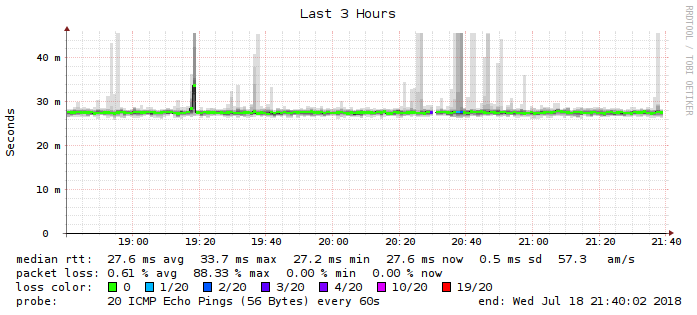 Last 3 Hours
RRDTOOL / TOBI OETIKER
Seconds
40 m
30 m
20 m
10 m
0
19:00 19:20 19:40 20:00 20:20 20:40 21:00 21:20 21:40
median rtt: 27.6 ms avg 33.7 ms max 27.2 ms min 27.6 ms now 0.5 ms sd 57.3 am/s
packet loss: 0.61 % avg 88.33 % max 0.00 % min 0.00 % now
loss color: 0 1/20 2/20 3/20 4/20 10/20 19/20
probe: 20 ICMP Echo Pings (56 Bytes) every 60s end: Wed Jul 18 21:40:02 2018